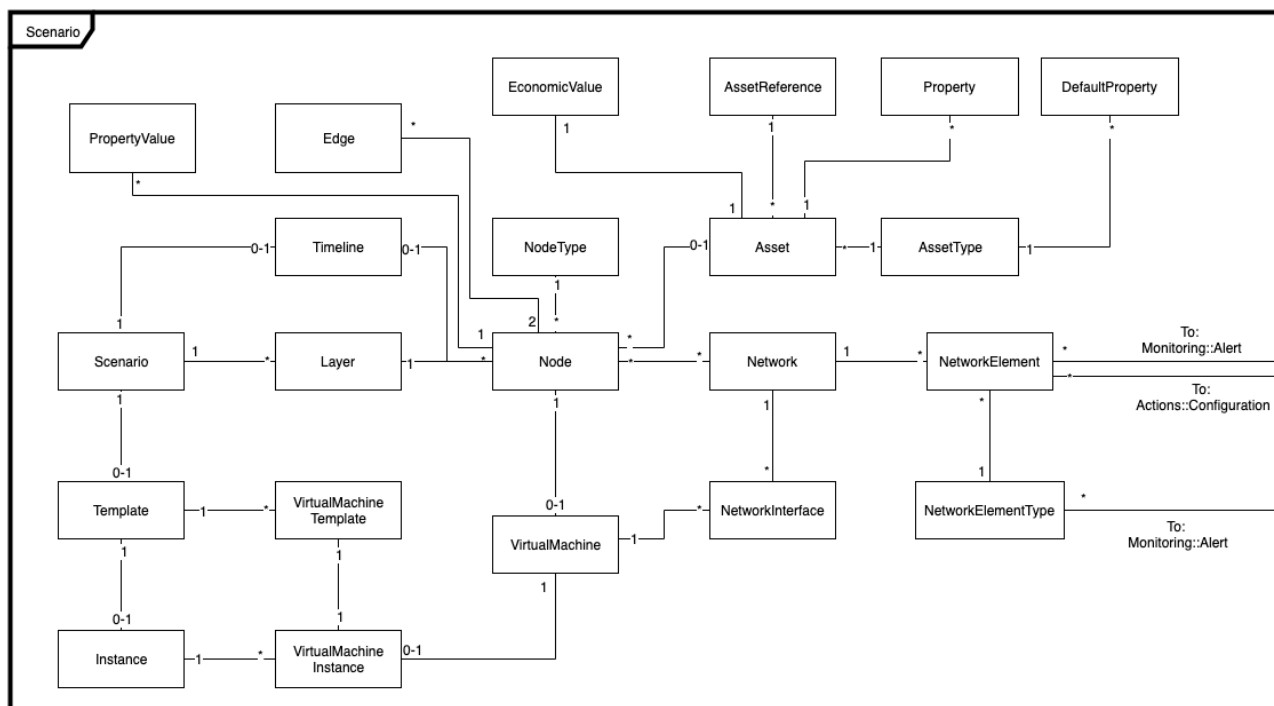 Scenario
EconomicValue
AssetReference
Property
DefaultProperty
PropertyValue
Edge
*
1
1
*
*
*
1
*
1
1
Timeline
NodeType
Asset
AssetType
0-1
0-1
0-1
*
1
1
1
1
*
1
2
*
Scenario
Layer
Node
Network
NetworkElement
1
*
1
*
*
*
1
*
*
*
To:
Monitoring::Alert
To:
Actions::Configuration
1
1
1
*
0-1
*
1
0-1
Template
VirtualMachine
Template
VirtualMachine
NetworkInterface
NetworkElementType
1
*
1
*
*
To:
Monitoring::Alert
1
1
1
0-1
1
Instance
VirtualMachine
Instance
1
*
0-1